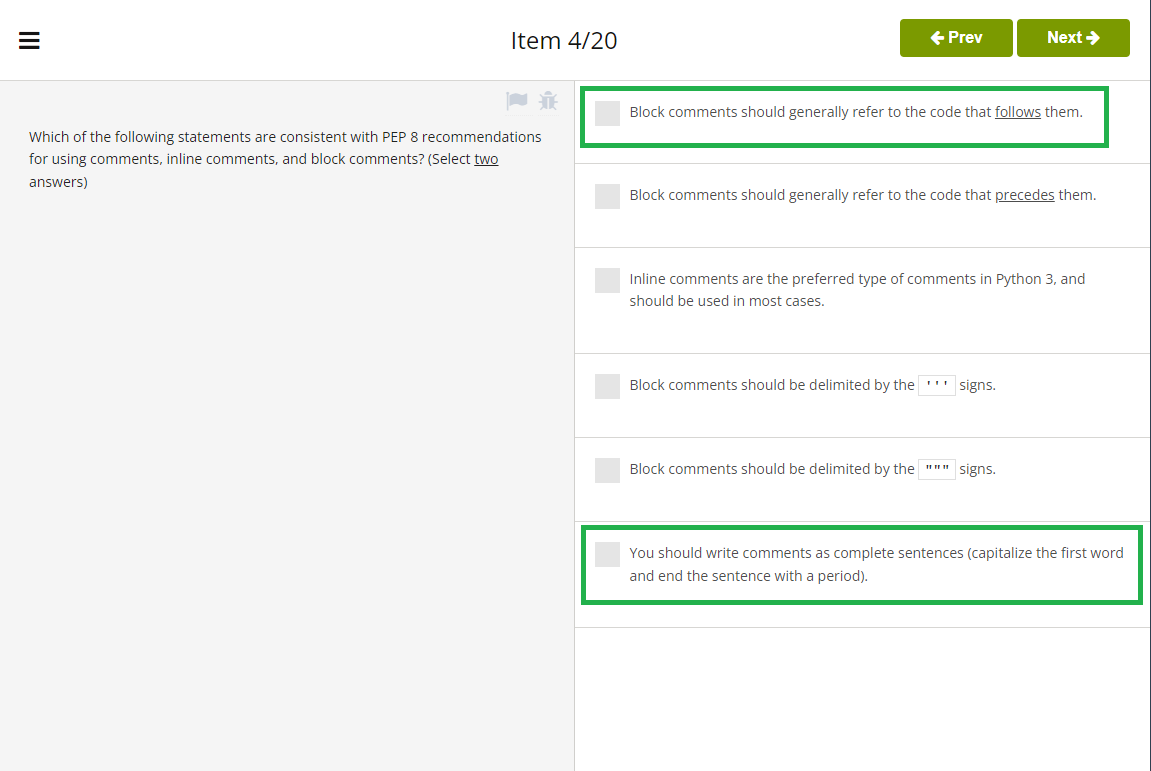 Item 4/20
Prev
Next
Which of the following statements are consistent with PEP 8 recommendations
for using comments, inline comments, and block comments? (Select two
answers)
Block comments should generally refer to the code that follows them.
Block comments should generally refer to the code that precedes them.
Inline comments are the preferred type of comments in Python 3, and
should be used in most cases.
Block comments should be delimited by the ''' signs.
Block comments should be delimited by the """ signs.
You should write comments as complete sentences (capitalize the first word
and end the sentence with a period).